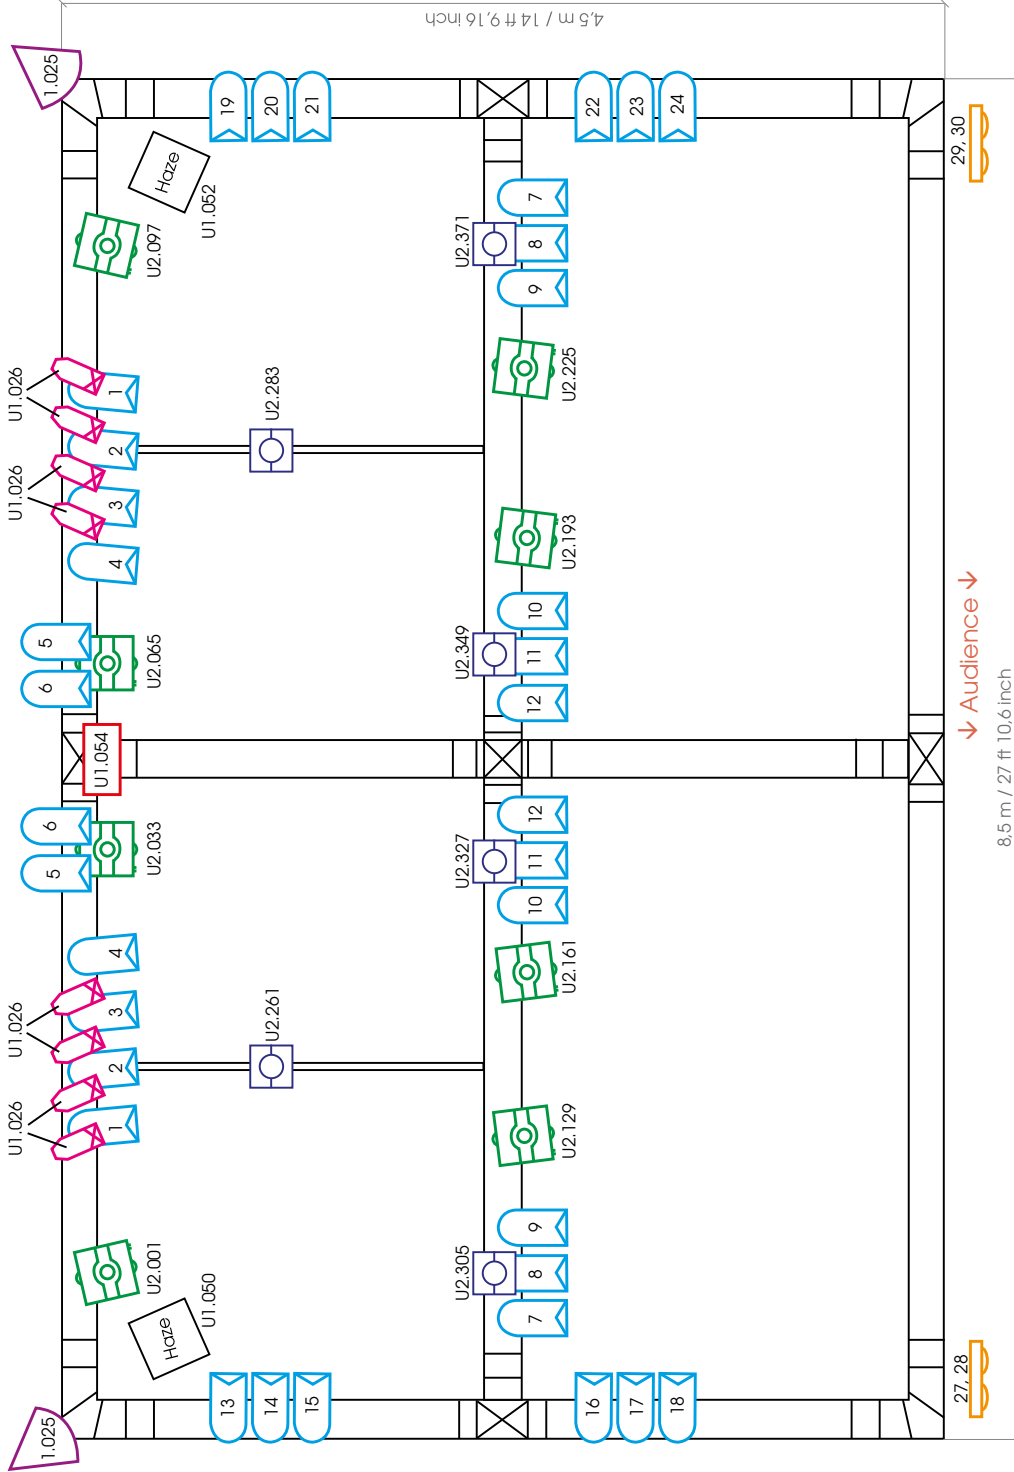 U1.026
U1.026
U1.026
U1.026
1.025
5
6
6
5
1.025
1
2
3
4
U1.054
4
3
2
1
U2.001
U2.033
U2.065
U2.097
Haze
Haze
U1.050
U1.052
13
19
14
U2.261
U2.283
20
15
21
4,5 m / 14 ft 9,16 inch
U2.305
U2.327
U2.349
U2.371
7
8
9
10
11
12
12
11
10
9
8
7
U2.129
U2.161
U2.193
U2.225
16
22
17
23
18
24
27, 28
29, 30
← Audience →
8,5 m / 27 ft 10,6 inch